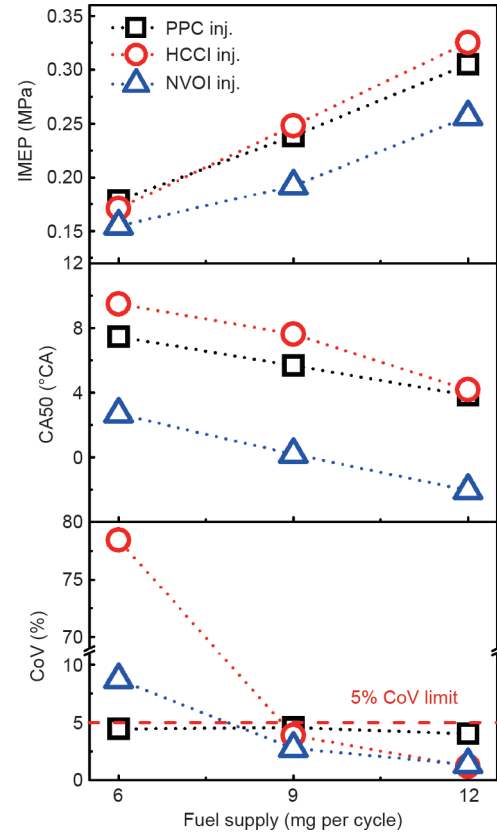 PPC inj.
HCCI inj.
NVOI inj.
IMEP (MPa)
0.35
0.30
0.25
0.20
0.15
CA50 (°CA)
12
8
4
0
CoV (%)
80
75
70
10
5
0
5% CoV limit
6 9 12
Fuel supply (mg per cycle)